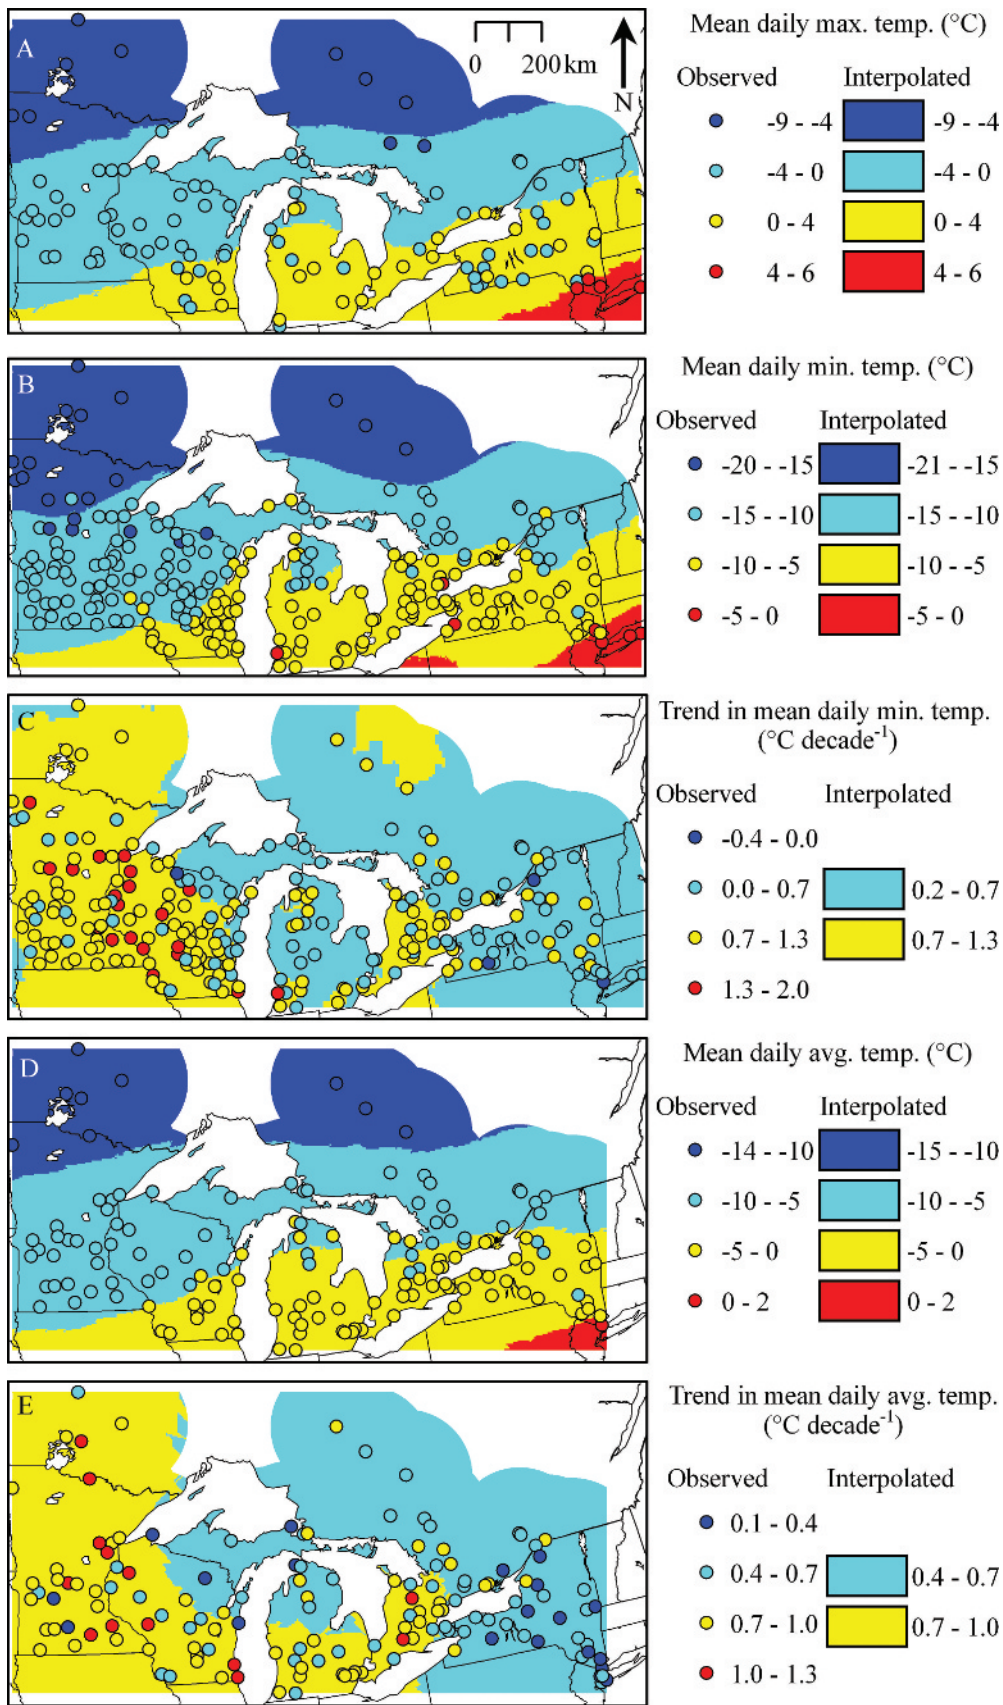 A
0 200 km
N
Mean daily max. temp. (°C)
Observed Interpolated
-9 - -4 -9 - -4
-4 - 0 -4 - 0
0 - 4 0 - 4
4 - 6 4 - 6
B
Mean daily min. temp. (°C)
Observed Interpolated
-20 - -15 -21 - -15
-15 - -10 -15 - -10
-10 - -5 -10 - -5
-5 - 0 -5 - 0
C
Trend in mean daily min. temp.
(°C decade⁻¹)
Observed Interpolated
-0.4 - 0.0
0.0 - 0.7 0.2 - 0.7
0.7 - 1.3 0.7 - 1.3
1.3 - 2.0
D
Mean daily avg. temp. (°C)
Observed Interpolated
-14 - -10 -15 - -10
-10 - -5 -10 - -5
-5 - 0 -5 - 0
0 - 2 0 - 2
E
Trend in mean daily avg. temp.
(°C decade⁻¹)
Observed Interpolated
0.1 - 0.4
0.4 - 0.7 0.4 - 0.7
0.7 - 1.0 0.7 - 1.0
1.0 - 1.3